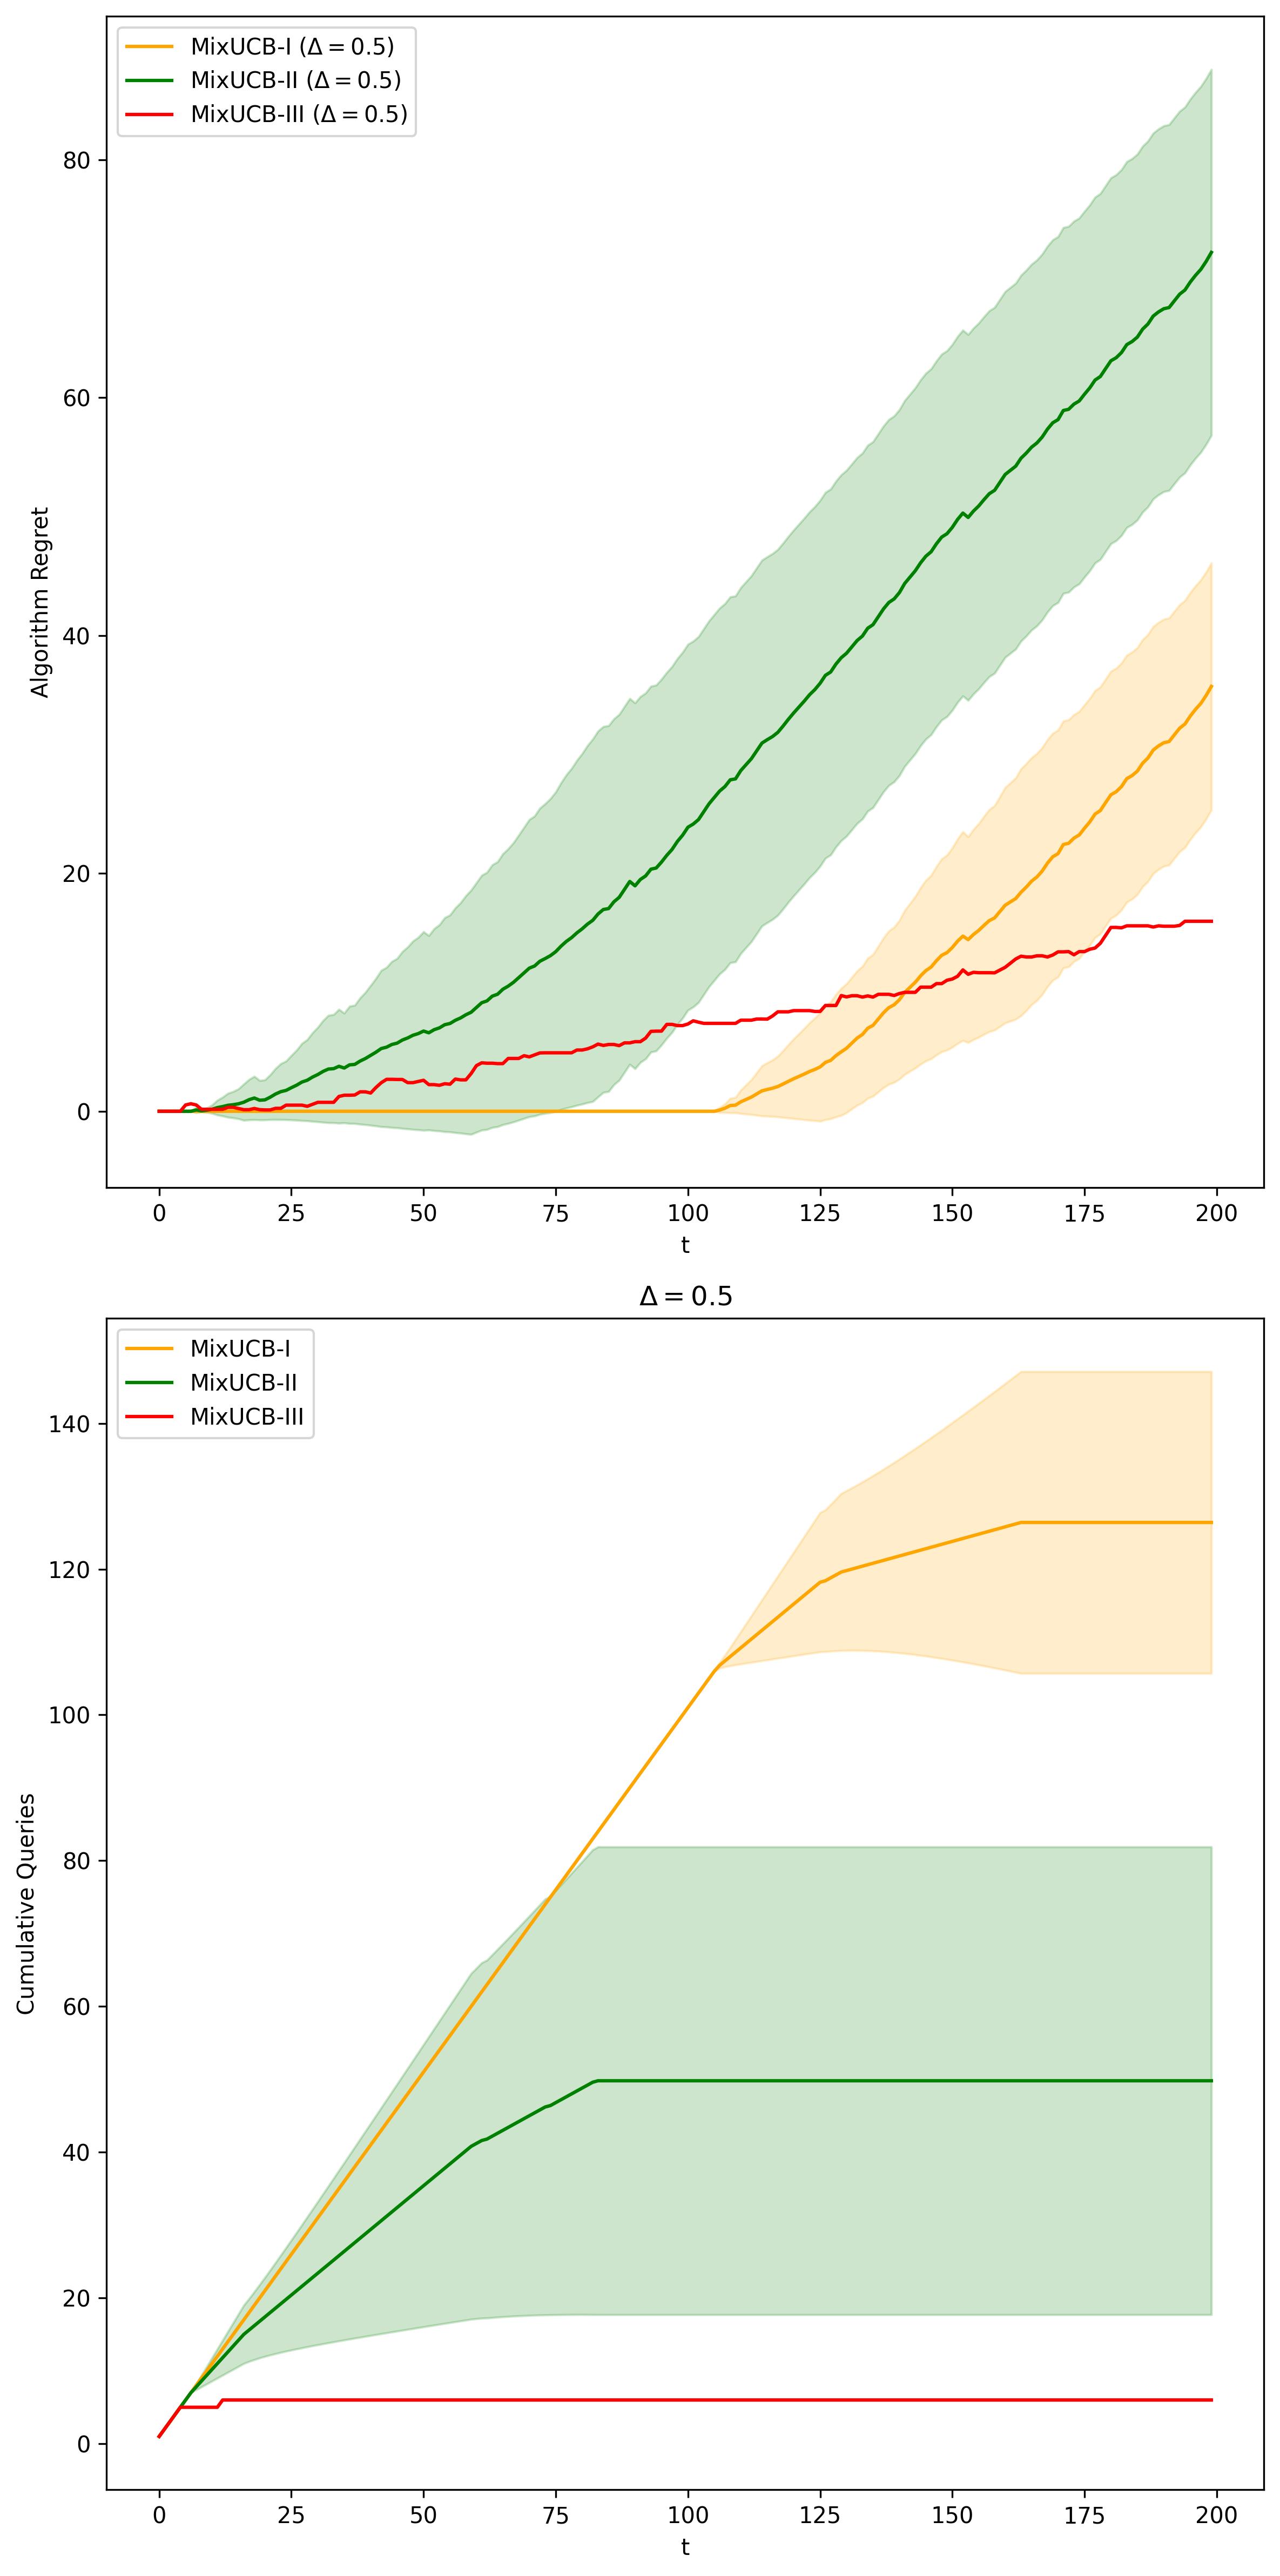 MixUCB-I (Δ = 0.5)
MixUCB-II (Δ = 0.5)
MixUCB-III (Δ = 0.5)
80
60
40
20
0
Algorithm Regret
0 25 50 75 100 125 150 175 200
t
Δ = 0.5
MixUCB-I
MixUCB-II
MixUCB-III
140
120
100
80
60
40
20
0
Cumulative Queries
0 25 50 75 100 125 150 175 200
t